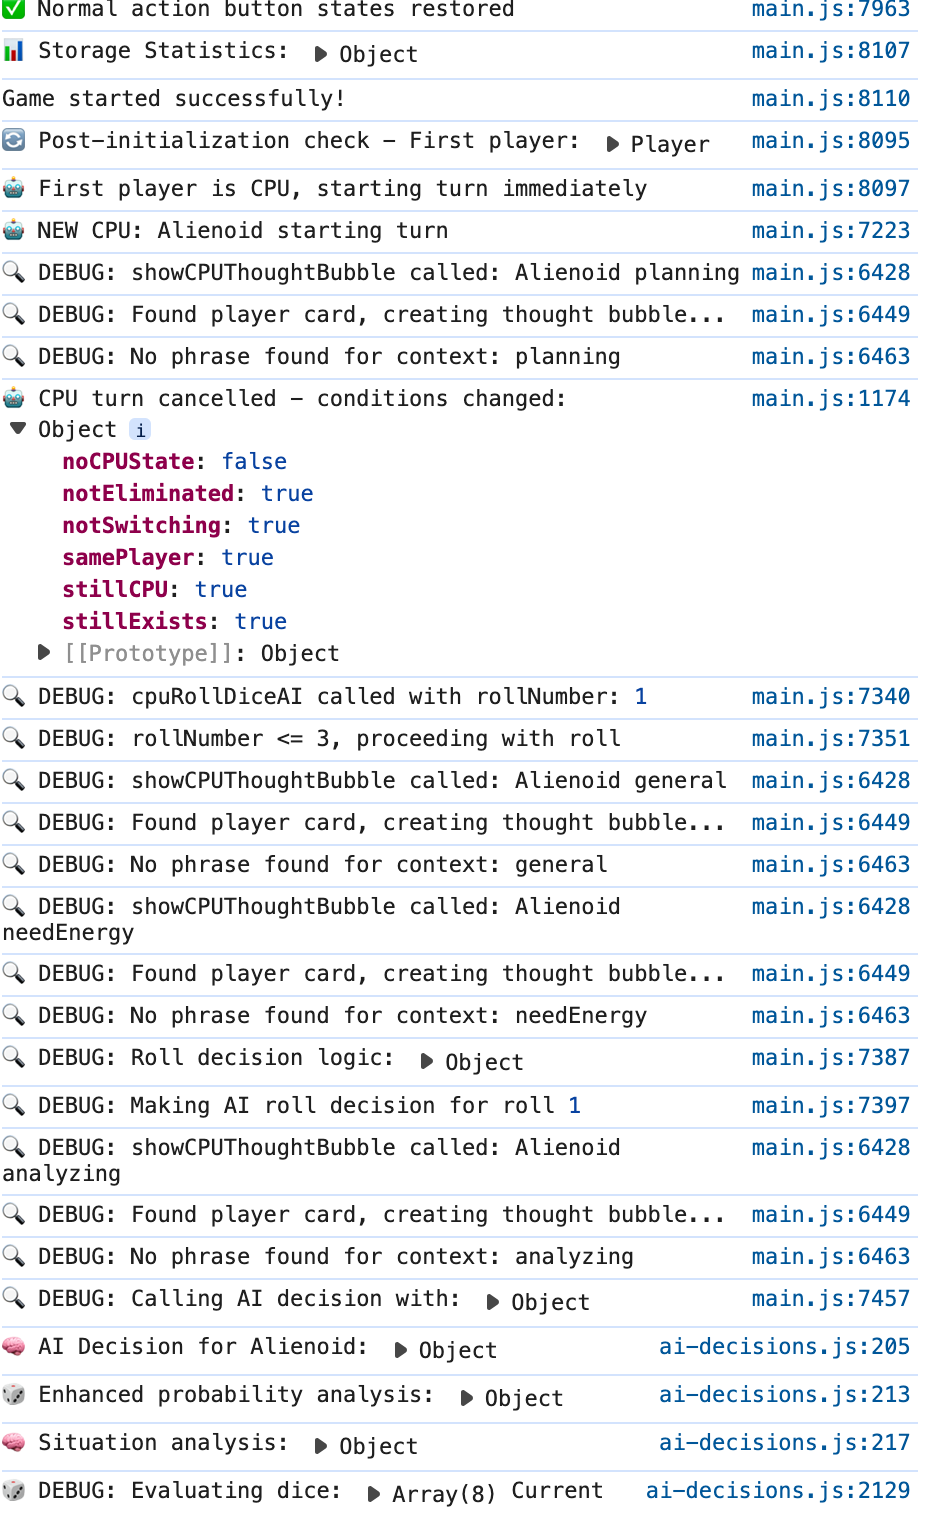 ✅ Normal action button states restored main.js:7963
📊 Storage Statistics: ▶ Object main.js:8107
Game started successfully! main.js:8110
🔄 Post-initialization check - First player: ▶ Player main.js:8095
🤖 First player is CPU, starting turn immediately main.js:8097
🤖 NEW CPU: Alienoid starting turn main.js:7223
🔍 DEBUG: showCPUThoughtBubble called: Alienoid planning main.js:6428
🔍 DEBUG: Found player card, creating thought bubble... main.js:6449
🔍 DEBUG: No phrase found for context: planning main.js:6463
🤖 CPU turn cancelled - conditions changed: main.js:1174
▼ Object i
noCPUState: false
notEliminated: true
notSwitching: true
samePlayer: true
stillCPU: true
stillExists: true
▶ [[Prototype]]: Object
🔍 DEBUG: cpuRollDiceAI called with rollNumber: 1 main.js:7340
🔍 DEBUG: rollNumber <= 3, proceeding with roll main.js:7351
🔍 DEBUG: showCPUThoughtBubble called: Alienoid general main.js:6428
🔍 DEBUG: Found player card, creating thought bubble... main.js:6449
🔍 DEBUG: No phrase found for context: general main.js:6463
🔍 DEBUG: showCPUThoughtBubble called: Alienoid main.js:6428
needEnergy
🔍 DEBUG: Found player card, creating thought bubble... main.js:6449
🔍 DEBUG: No phrase found for context: needEnergy main.js:6463
🔍 DEBUG: Roll decision logic: ▶ Object main.js:7387
🔍 DEBUG: Making AI roll decision for roll 1 main.js:7397
🔍 DEBUG: showCPUThoughtBubble called: Alienoid main.js:6428
analyzing
🔍 DEBUG: Found player card, creating thought bubble... main.js:6449
🔍 DEBUG: No phrase found for context: analyzing main.js:6463
🔍 DEBUG: Calling AI decision with: ▶ Object main.js:7457
🧠 AI Decision for Alienoid: ▶ Object ai-decisions.js:205
🎲 Enhanced probability analysis: ▶ Object ai-decisions.js:213
🧠 Situation analysis: ▶ Object ai-decisions.js:217
🎲 DEBUG: Evaluating dice: ▶ Array(8) Current ai-decisions.js:2129